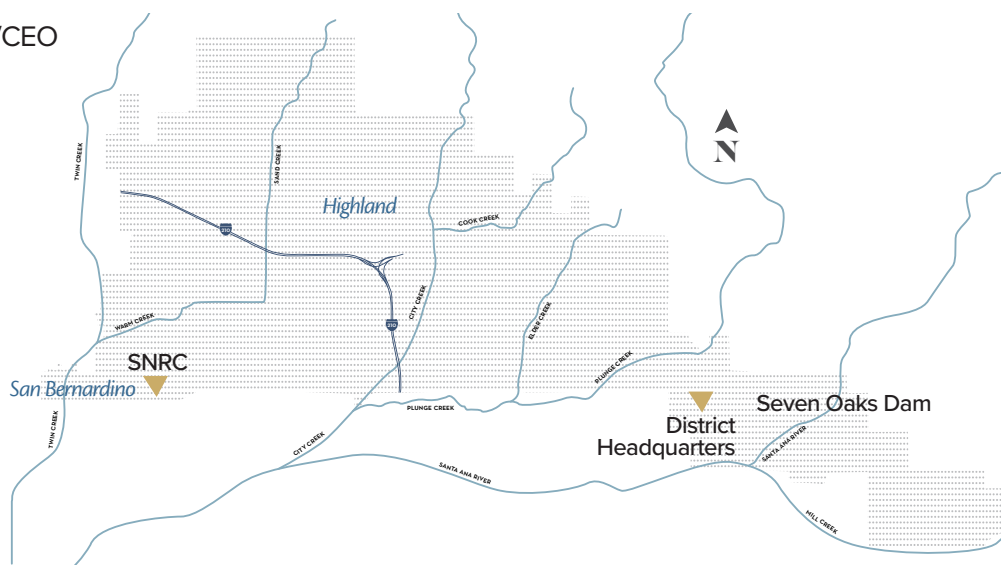 /CEO
N
TWIN CREEK
SAND CREEK
Highland
COOK CREEK
210
CITY CREEK
ELDER CREEK
210
WARM CREEK
SNRC
San Bernardino
PLUNGE CREEK
PLUNGE CREEK
Seven Oaks Dam
District
Headquarters
TWIN CREEK
CITY CREEK
SANTA ANA RIVER
SANTA ANA RIVER
MILL CREEK